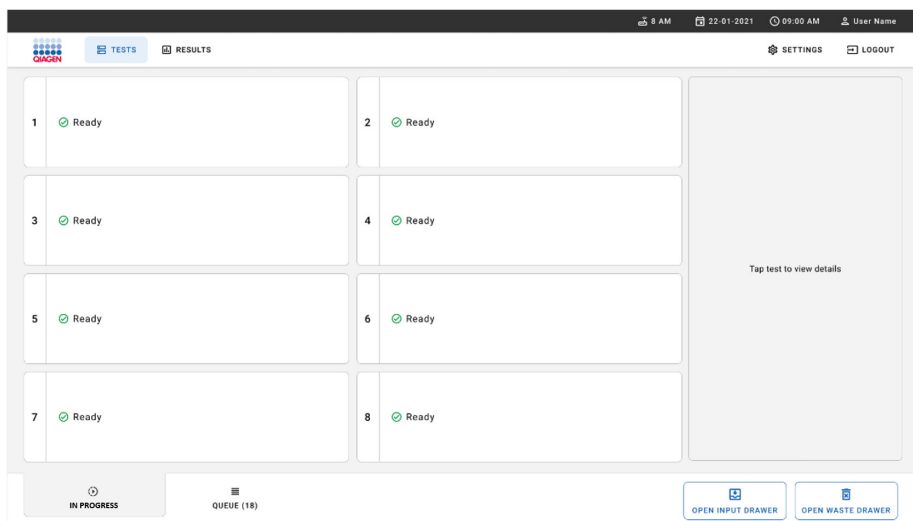 8 AM 22-01-2021 09:00 AM User Name
QIAGEN TESTS RESULTS SETTINGS LOGOUT
1 Ready 2 Ready
3 Ready 4 Ready
Tap test to view details
5 Ready 6 Ready
7 Ready 8 Ready
IN PROGRESS QUEUE (18) OPEN INPUT DRAWER OPEN WASTE DRAWER